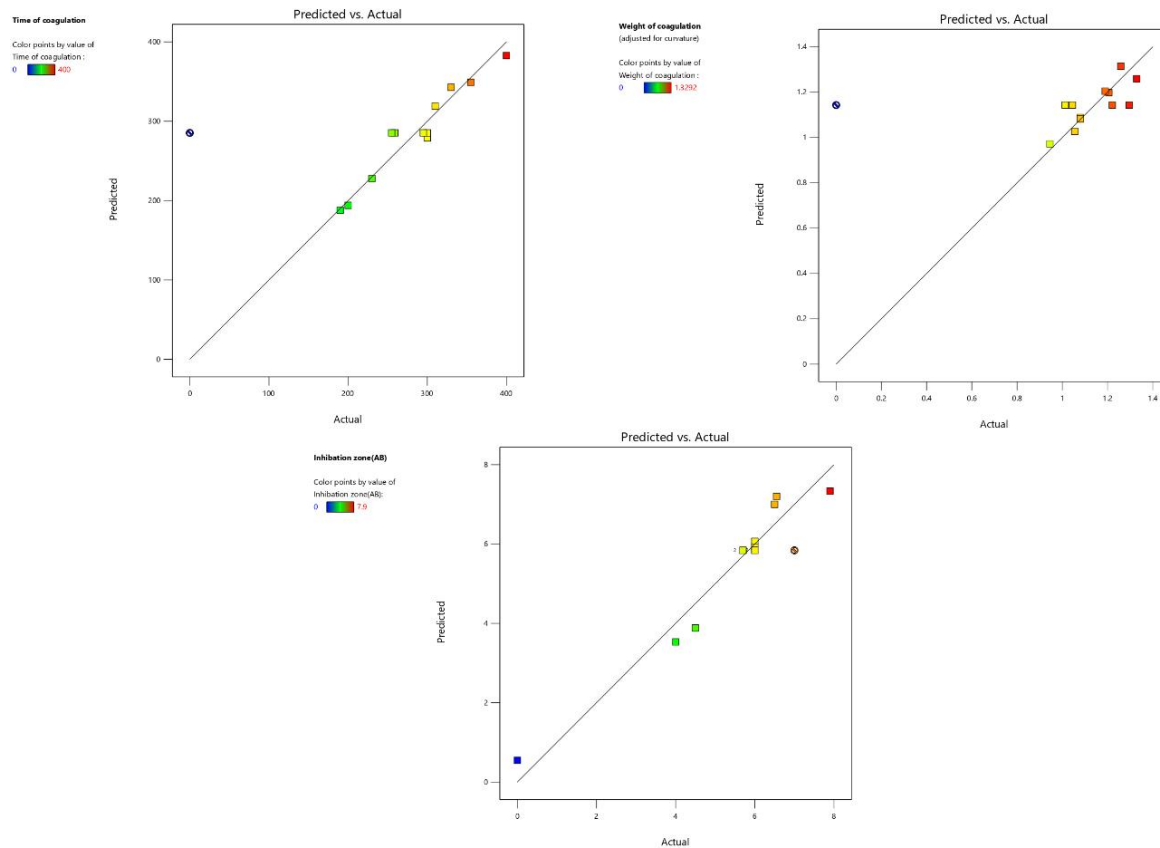 Time of coagulation
Color points by value of
Time of coagulation :
0 400
Predicted vs. Actual
400
300
200
100
0
Predicted
0 100 200 300 400
Actual
Weight of coagulation
(adjusted for curvature)
Color points by value of
Weight of coagulation :
0 1.3292
Predicted vs. Actual
1.4
1.2
1
0.8
0.6
0.4
0.2
0
Predicted
0 0.2 0.4 0.6 0.8 1 1.2 1.4
Actual
Inhibation zone(AB)
Color points by value of
Inhibation zone(AB):
0 7.9
Predicted vs. Actual
8
6
4
2
0
Predicted
2
0 2 4 6 8
Actual